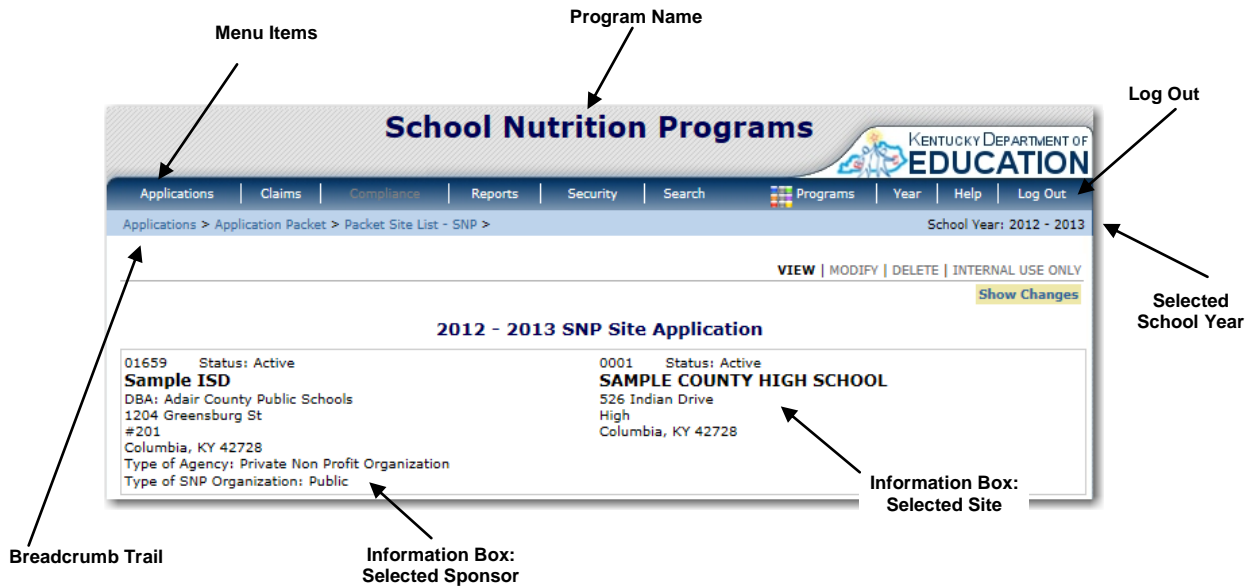 Program Name
Menu Items
Log Out
School Nutrition Programs
KENTUCKY DEPARTMENT OF
EDUCATION
Applications | Claims | Compliance | Reports | Security | Search Programs | Year | Help | Log Out
Applications > Application Packet > Packet Site List - SNP > School Year: 2012 - 2013
VIEW | MODIFY | DELETE | INTERNAL USE ONLY
Show Changes
Selected
School Year
2012 - 2013 SNP Site Application
01659 Status: Active
Sample ISD
DBA: Adair County Public Schools
1204 Greensburg St
#201
Columbia, KY 42728
Type of Agency: Private Non Profit Organization
Type of SNP Organization: Public
0001 Status: Active
SAMPLE COUNTY HIGH SCHOOL
526 Indian Drive
High
Columbia, KY 42728
Information Box:
Selected Site
Breadcrumb Trail
Information Box:
Selected Sponsor